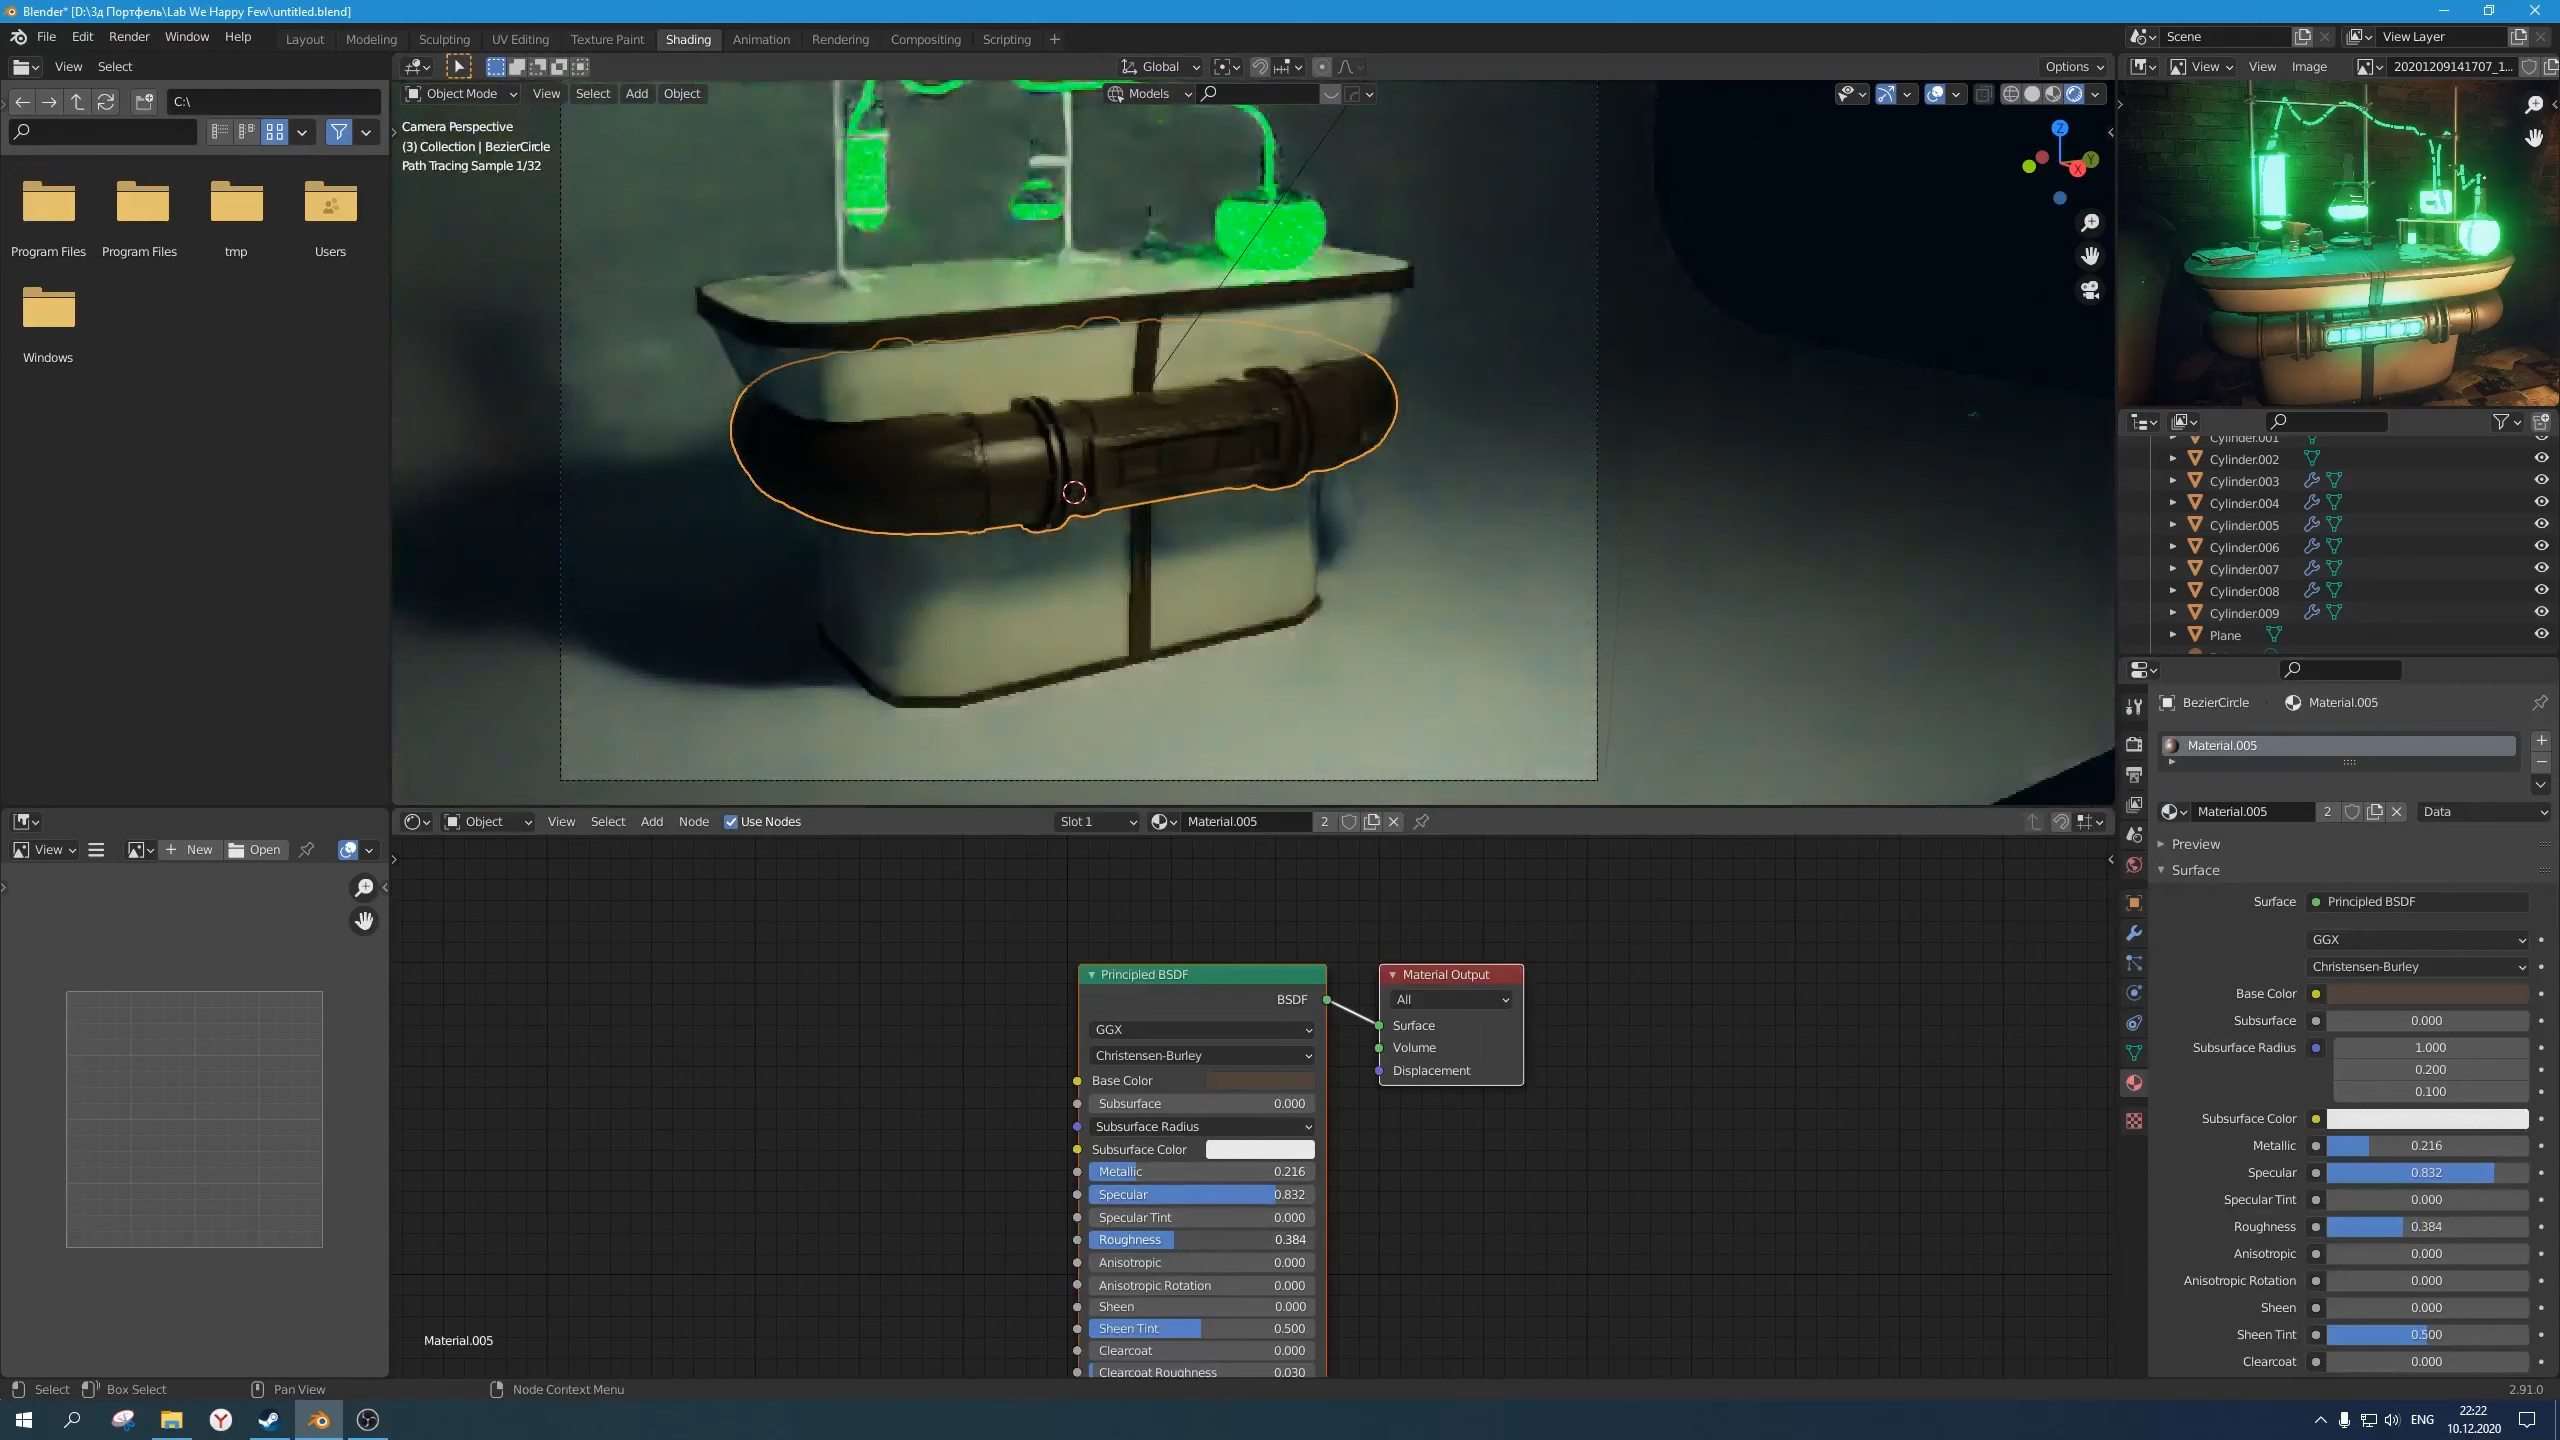 Blender* [D:\3д Портфель\Lab We Happy Few\untitled.blend]
File Edit Render Window Help
Layout Modeling Sculpting UV Editing Texture Paint Shading Animation Rendering Compositing Scripting
Scene
View Layer
View Select
Global
Options
View View Image 20201209141707_1...
C:\
Object Mode View Select Add Object
Models
Camera Perspective
(3) Collection | BezierCircle
Path Tracing Sample 1/32
Z
Y
X
Program Files
Program Files
tmp
Users
Windows
Cylinder.001
Cylinder.002
Cylinder.003
Cylinder.004
Cylinder.005
Cylinder.006
Cylinder.007
Cylinder.008
Cylinder.009
Plane
BezierCircle Material.005
Material.005
Material.005 2 Data
Preview
Surface
Surface Principled BSDF
GGX
Christensen-Burley
Base Color
Subsurface 0.000
Subsurface Radius 1.000
0.200
0.100
Subsurface Color
Metallic 0.216
Specular 0.832
Specular Tint 0.000
Roughness 0.384
Anisotropic 0.000
Anisotropic Rotation 0.000
Sheen 0.000
Sheen Tint 0.500
Clearcoat 0.000
View New Open
Object View Select Add Node Use Nodes Slot 1 Material.005 2
Principled BSDF
BSDF
GGX
Christensen-Burley
Base Color
Subsurface 0.000
Subsurface Radius
Subsurface Color
Metallic 0.216
Specular 0.832
Specular Tint 0.000
Roughness 0.384
Anisotropic 0.000
Anisotropic Rotation 0.000
Sheen 0.000
Sheen Tint 0.500
Clearcoat 0.000
Clearcoat Roughness 0.030
Material Output
All
Surface
Volume
Displacement
Material.005
Select Box Select Pan View Node Context Menu
2.91.0
ENG
22:22
10.12.2020